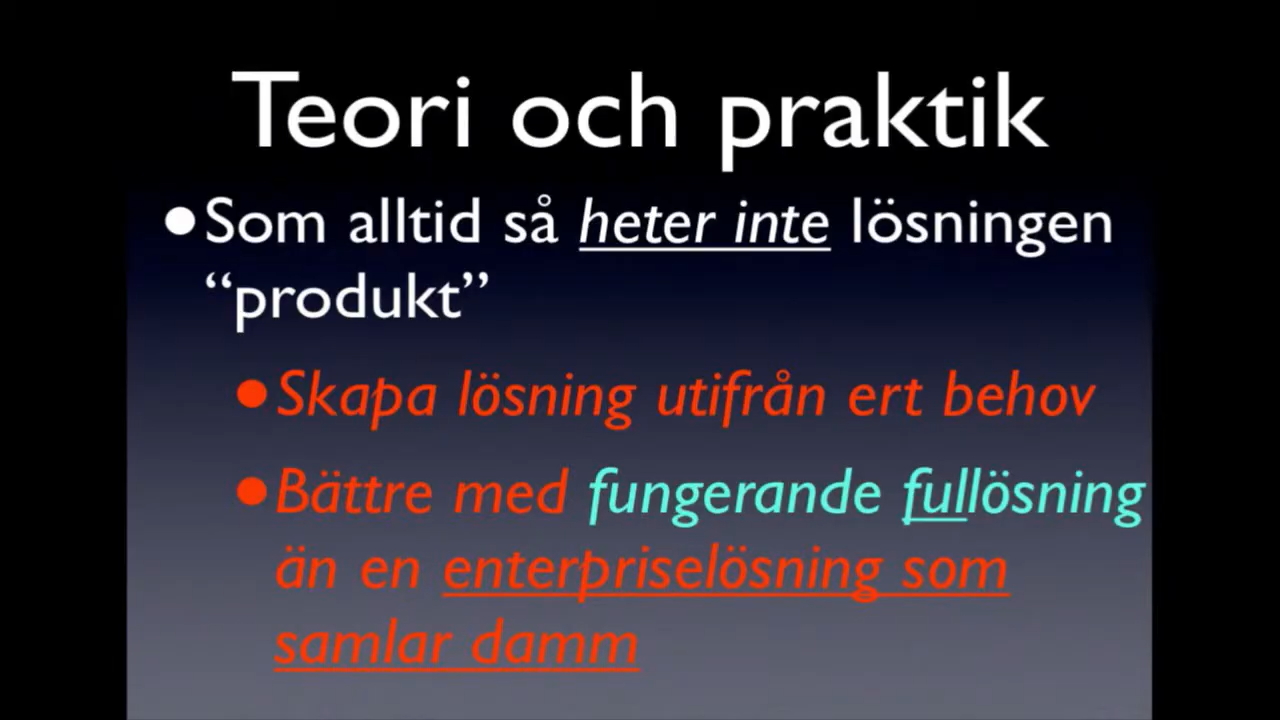 Teori och praktik
•Som alltid så heter inte lösningen
“produkt”
•Skapa lösning utifrån ert behov
•Bättre med fungerande fullösning
än en enterpriselösning som
samlar damm